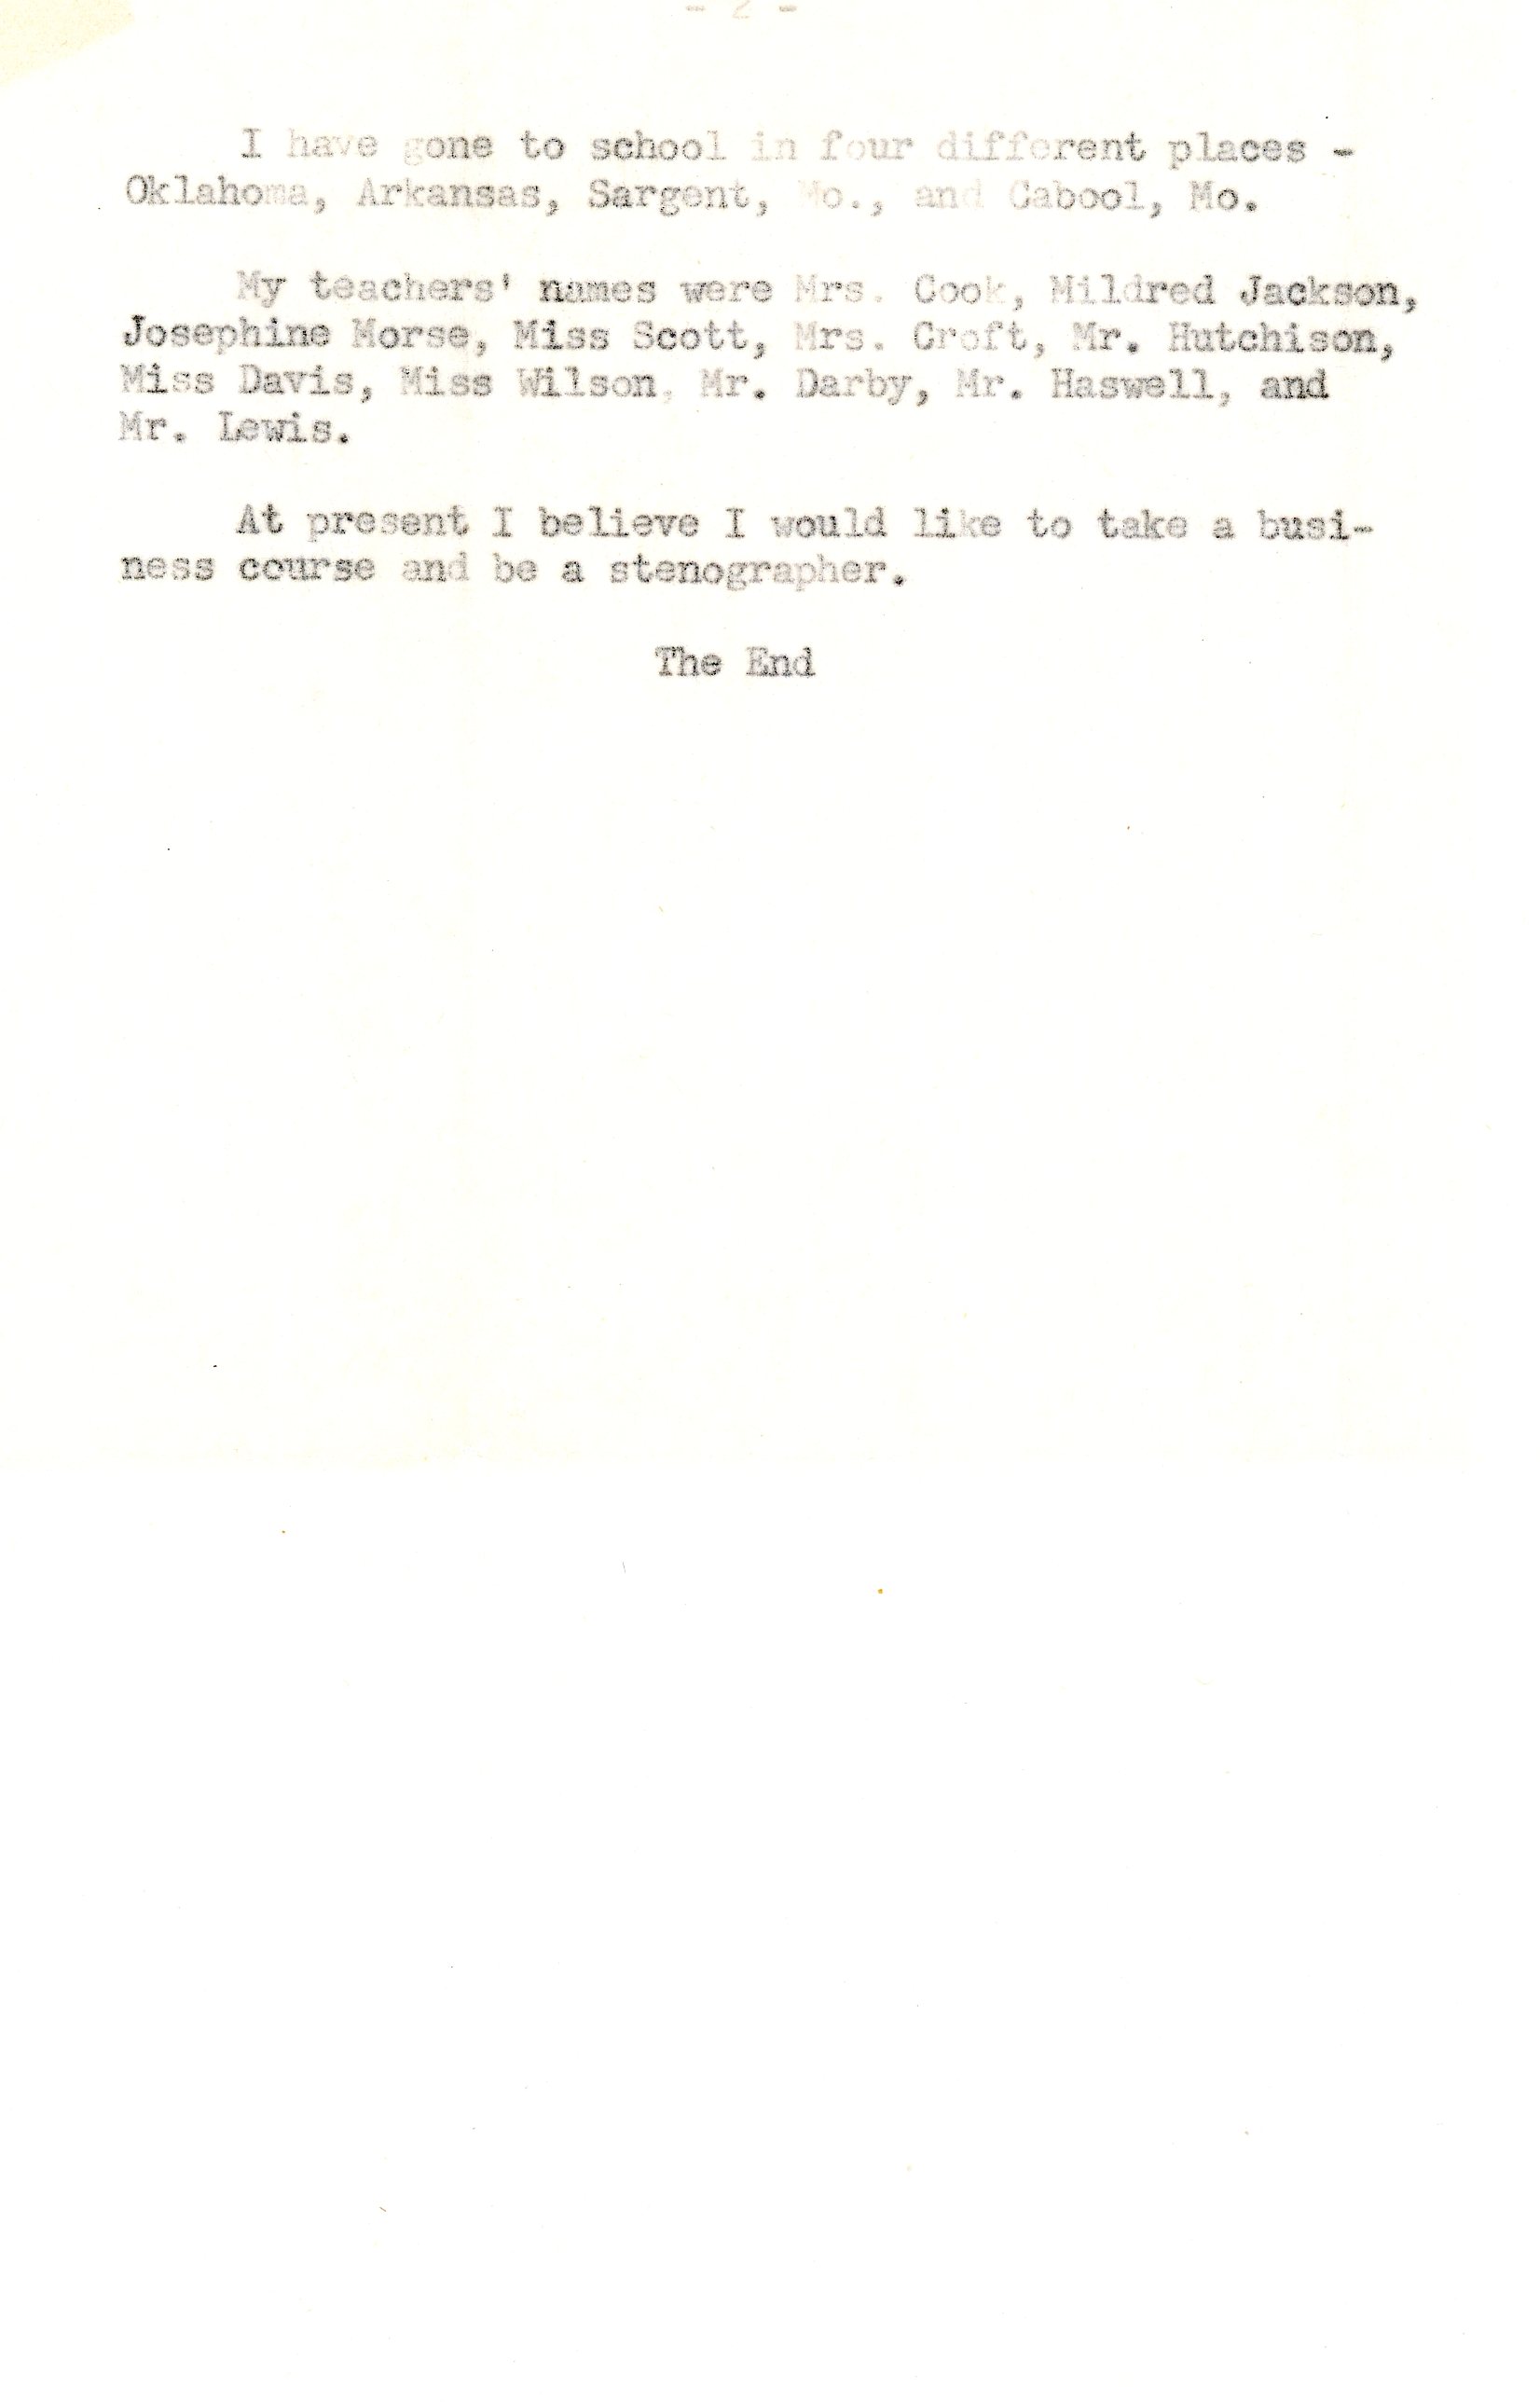 - 2 -
I have gone to school in four different places -
Oklahoma, Arkansas, Sargent, Mo., and Cabool, Mo.
My teachers' names were Mrs. Cook, Mildred Jackson,
Josephine Morse, Miss Scott, Mrs. Croft, Mr. Hutchison,
Miss Davis, Miss Wilson, Mr. Darby, Mr. Haswell, and
Mr. Lewis.
At present I believe I would like to take a busi-
ness course and be a stenographer.
The End